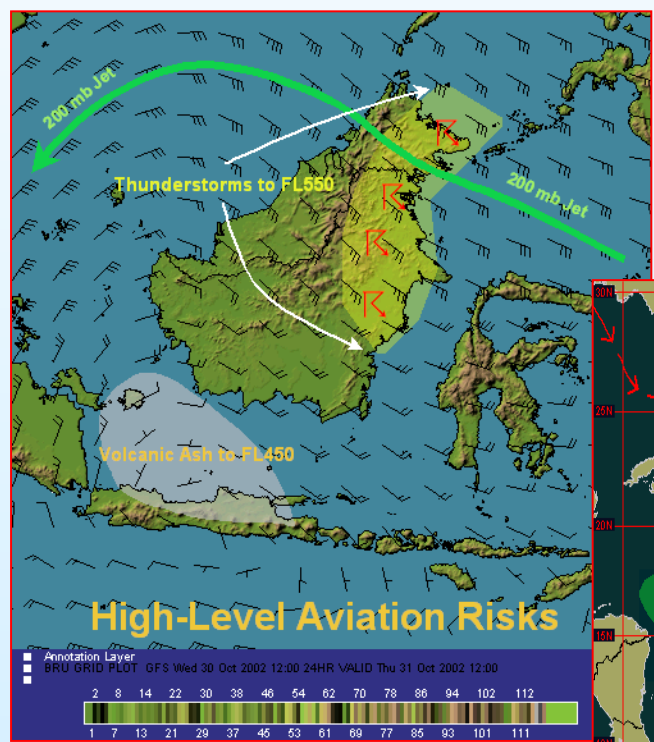 200 mb Jet
Thunderstorms to FL550
200 mb Jet
30N
25N
Volcanic Ash to FL450
20N
High-Level Aviation Risks
15N
Annotation Layer
BRU GRID PLOT GFS Wed 30 Oct 2002 12:00 24HR VALID Thu 31 Oct 2002 12:00
2 8 14 22 30 38 46 54 62 70 78 86 94 102 112
1 7 13 21 29 37 53 46 61 69 77 85 93 101 111